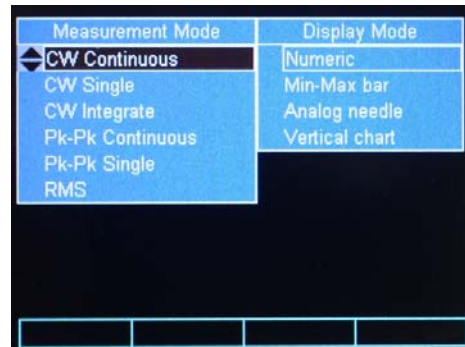 Measurement Mode
CW Continuous
CW Single
CW Integrate
Pk-Pk Continuous
Pk-Pk Single
RMS
Display Mode
Numeric
Min-Max bar
Analog needle
Vertical chart